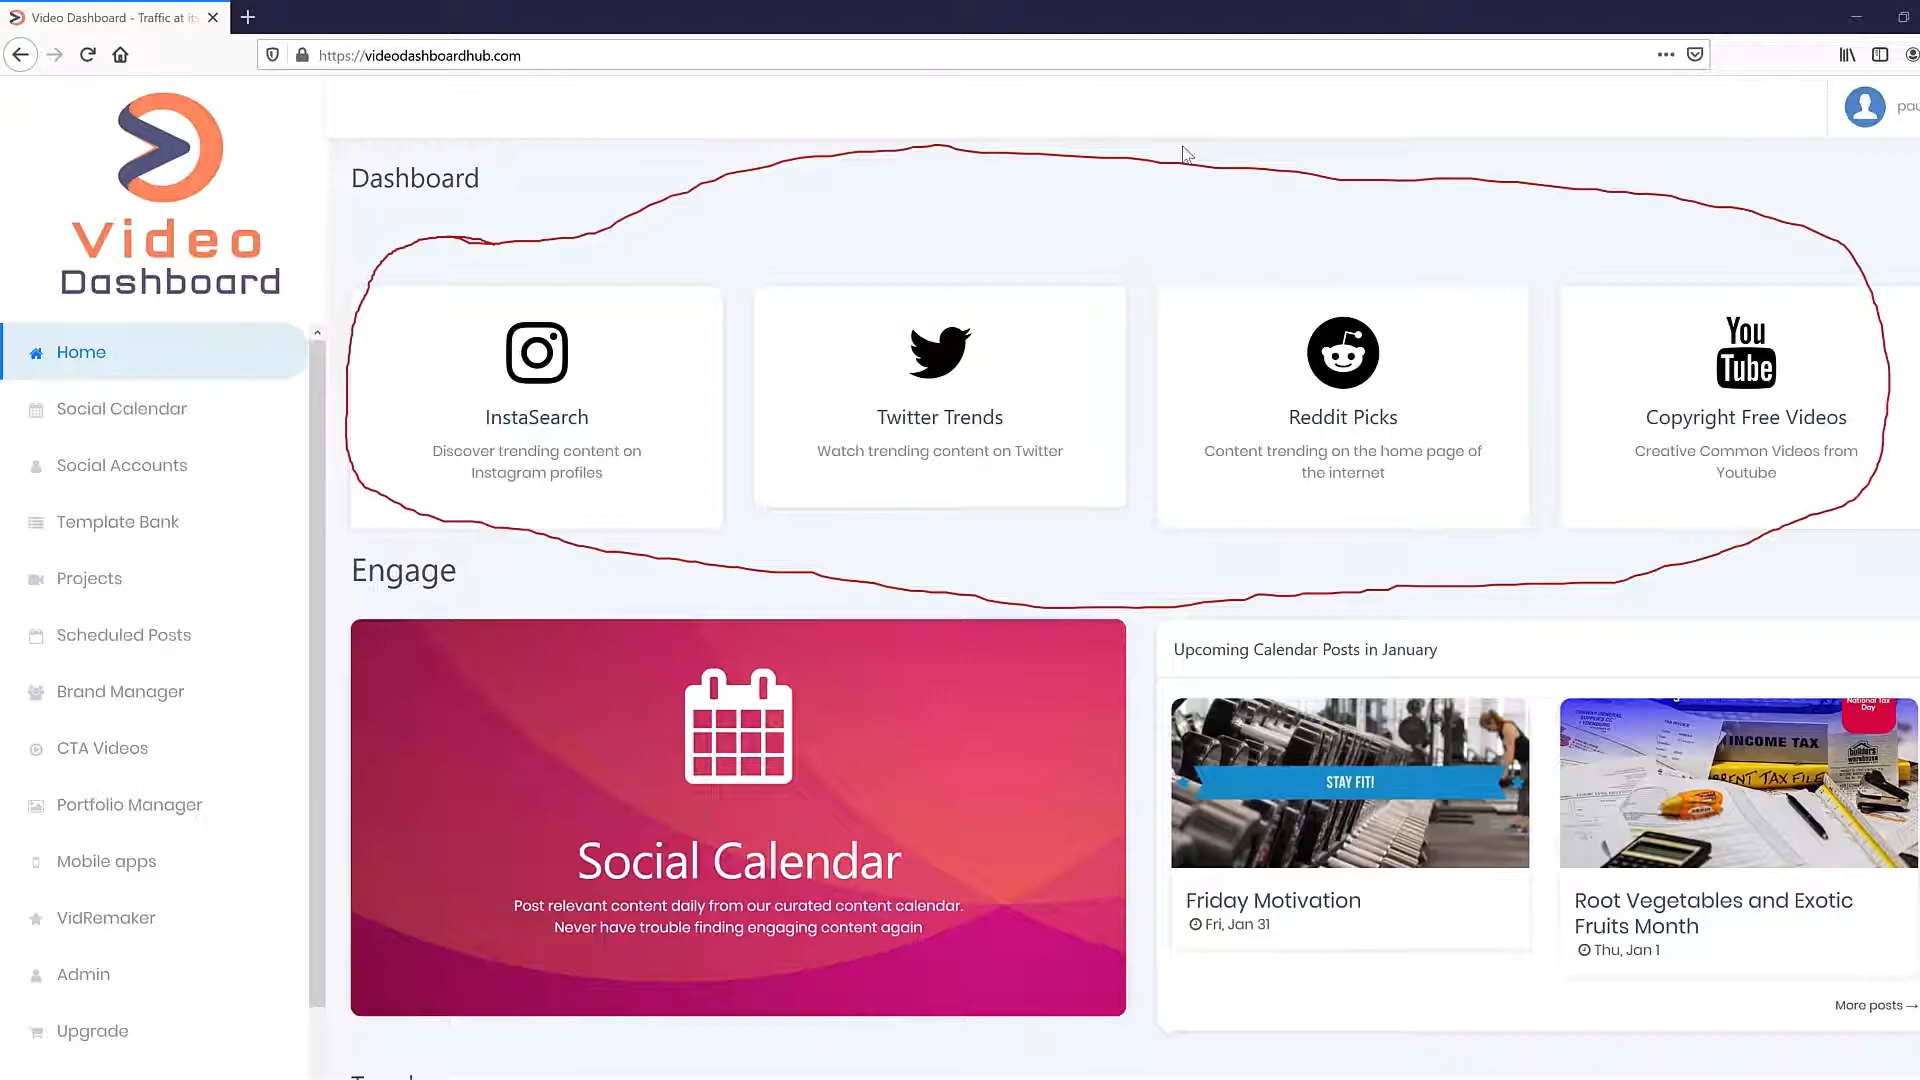 Video Dashboard - Traffic at its
https://videodashboardhub.com
Video
Dashboard
pau
Home
Social Calendar
Social Accounts
Template Bank
Projects
Scheduled Posts
Brand Manager
CTA Videos
Portfolio Manager
Mobile apps
VidRemaker
Admin
Upgrade
Dashboard
InstaSearch
Discover trending content on
Instagram profiles
Twitter Trends
Watch trending content on Twitter
Reddit Picks
Content trending on the home page of
the internet
You
Tube
Copyright Free Videos
Creative Common Videos from
Youtube
Engage
Social Calendar
Post relevant content daily from our curated content calendar.
Never have trouble finding engaging content again
Upcoming Calendar Posts in January
STAY FIT!
Friday Motivation
Fri, Jan 31
National Tax
Day
INCOME TAX
Root Vegetables and Exotic
Fruits Month
Thu, Jan 1
More posts →